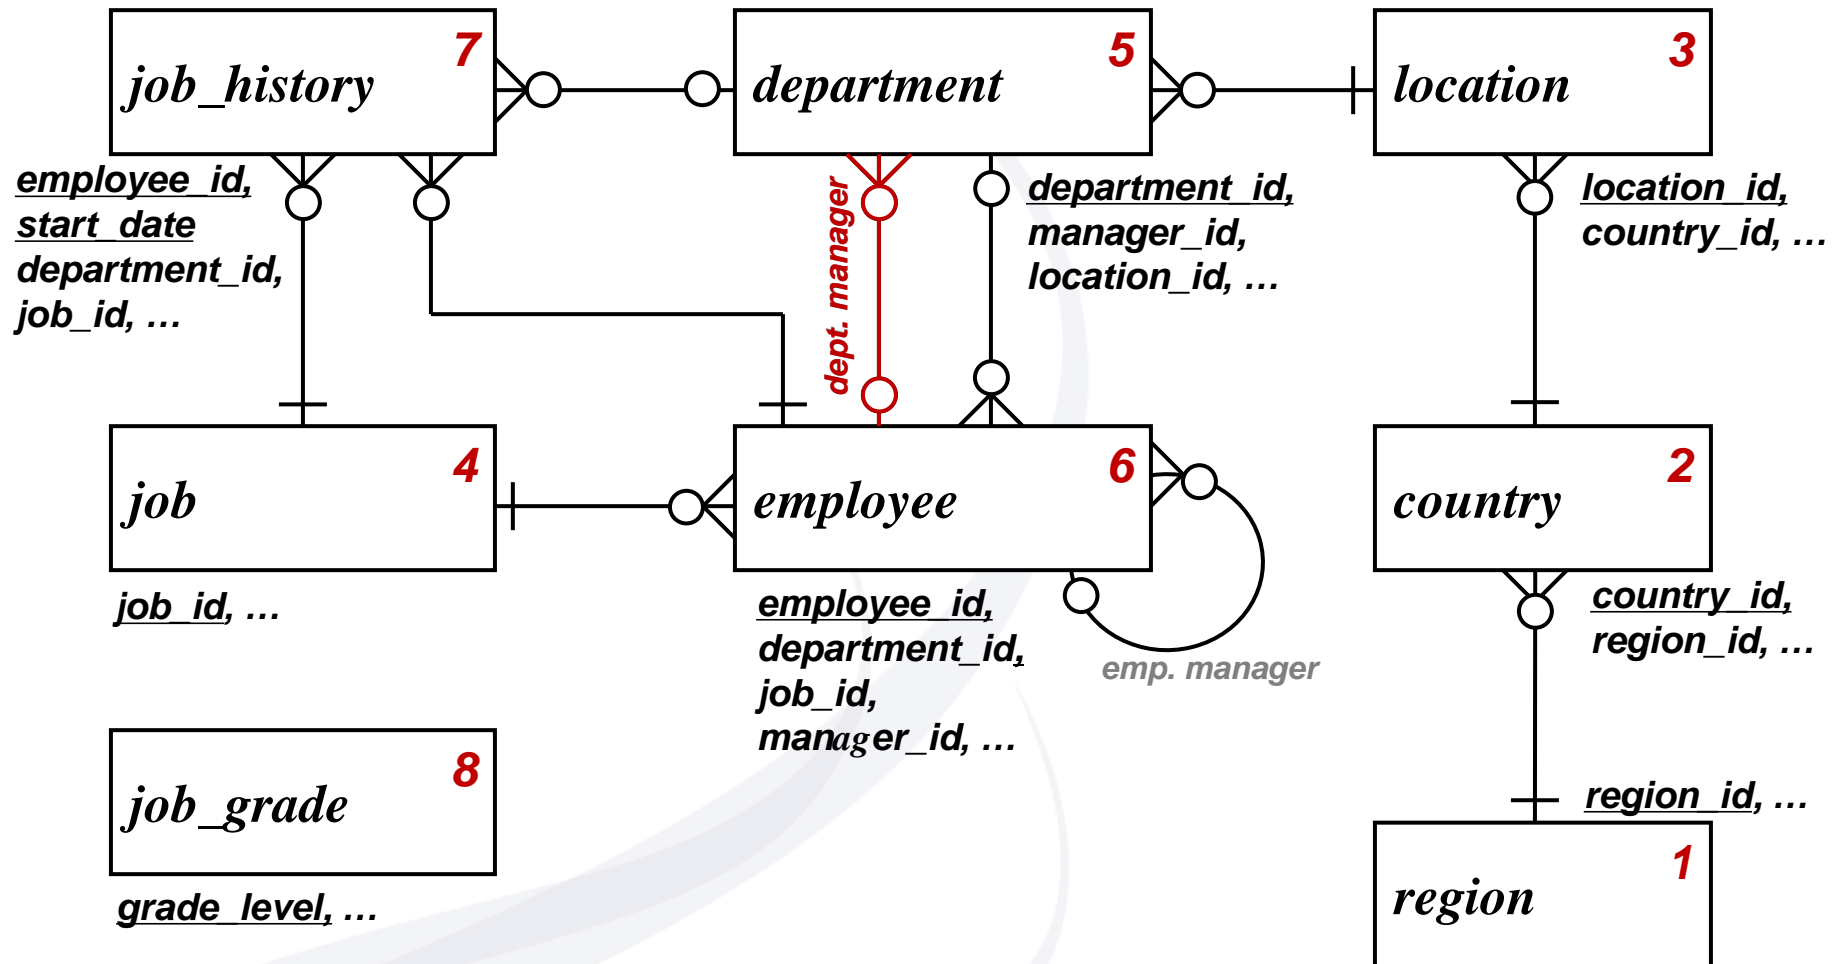 job_history 7
department 5
location 3
employee_id,
start_date
department_id,
job_id, …
dept. manager
department_id,
manager_id,
location_id, …
location_id,
country_id, …
job 4
employee 6
country 2
job_id, …
employee_id,
department_id,
job_id,
manager_id, …
emp. manager
country_id,
region_id, …
job_grade 8
grade_level, …
region_id, …
region 1